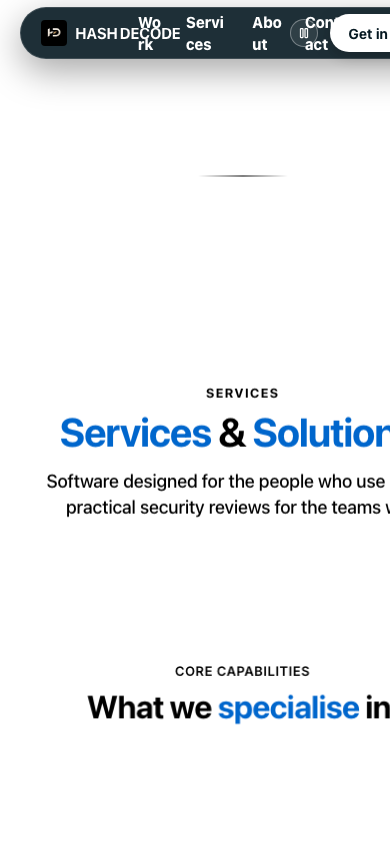 HASH DECODE
Wo
rk
Servi
ces
Abo
ut
Cont
act
Get in
SERVICES
Services & Solution
Software designed for the people who use
practical security reviews for the teams w
CORE CAPABILITIES
What we specialise in